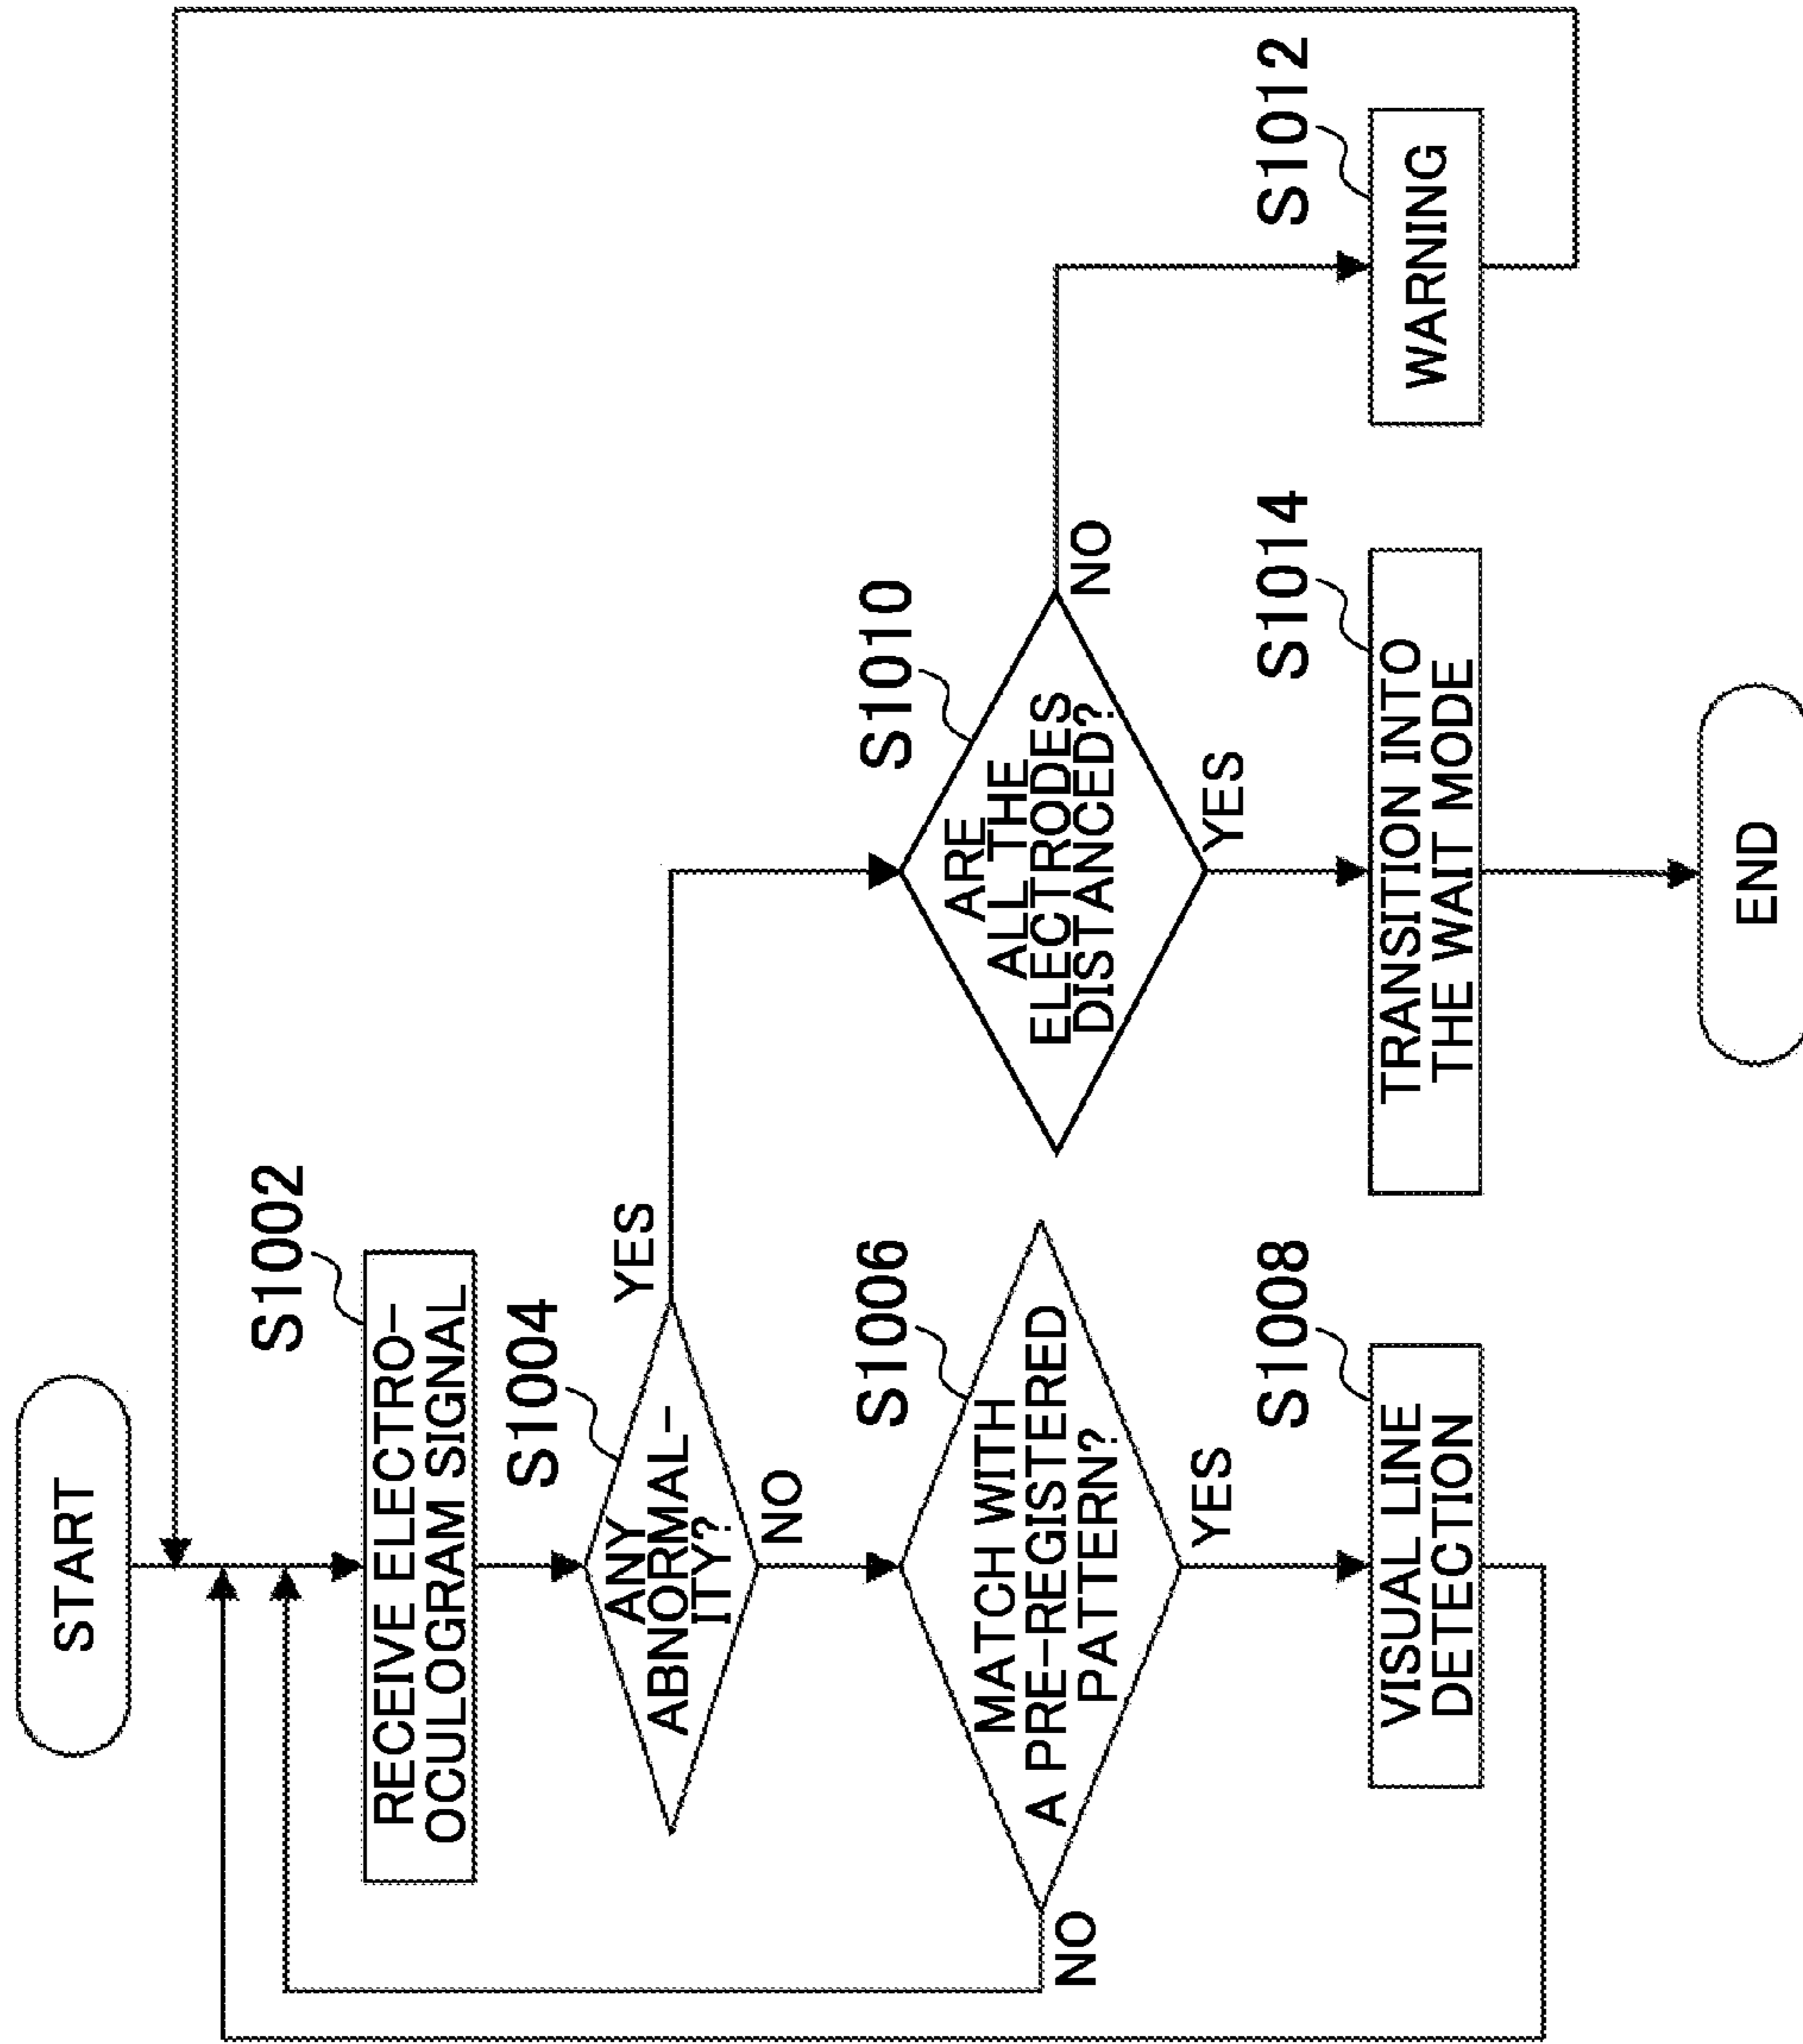 START
S1002
RECEIVE ELECTRO-
OCULOGRAM SIGNAL
S1004
ANY
ABNORMAL-
ITY?
YES
NO
S1006
MATCH WITH
A PRE-REGISTERED
PATTERN?
NO
YES
S1008
VISUAL LINE
DETECTION
S1010
ARE
ALL THE
ELECTRODES
DISTANCED?
NO
YES
S1014
TRANSITION INTO
THE WAIT MODE
S1012
WARNING
END